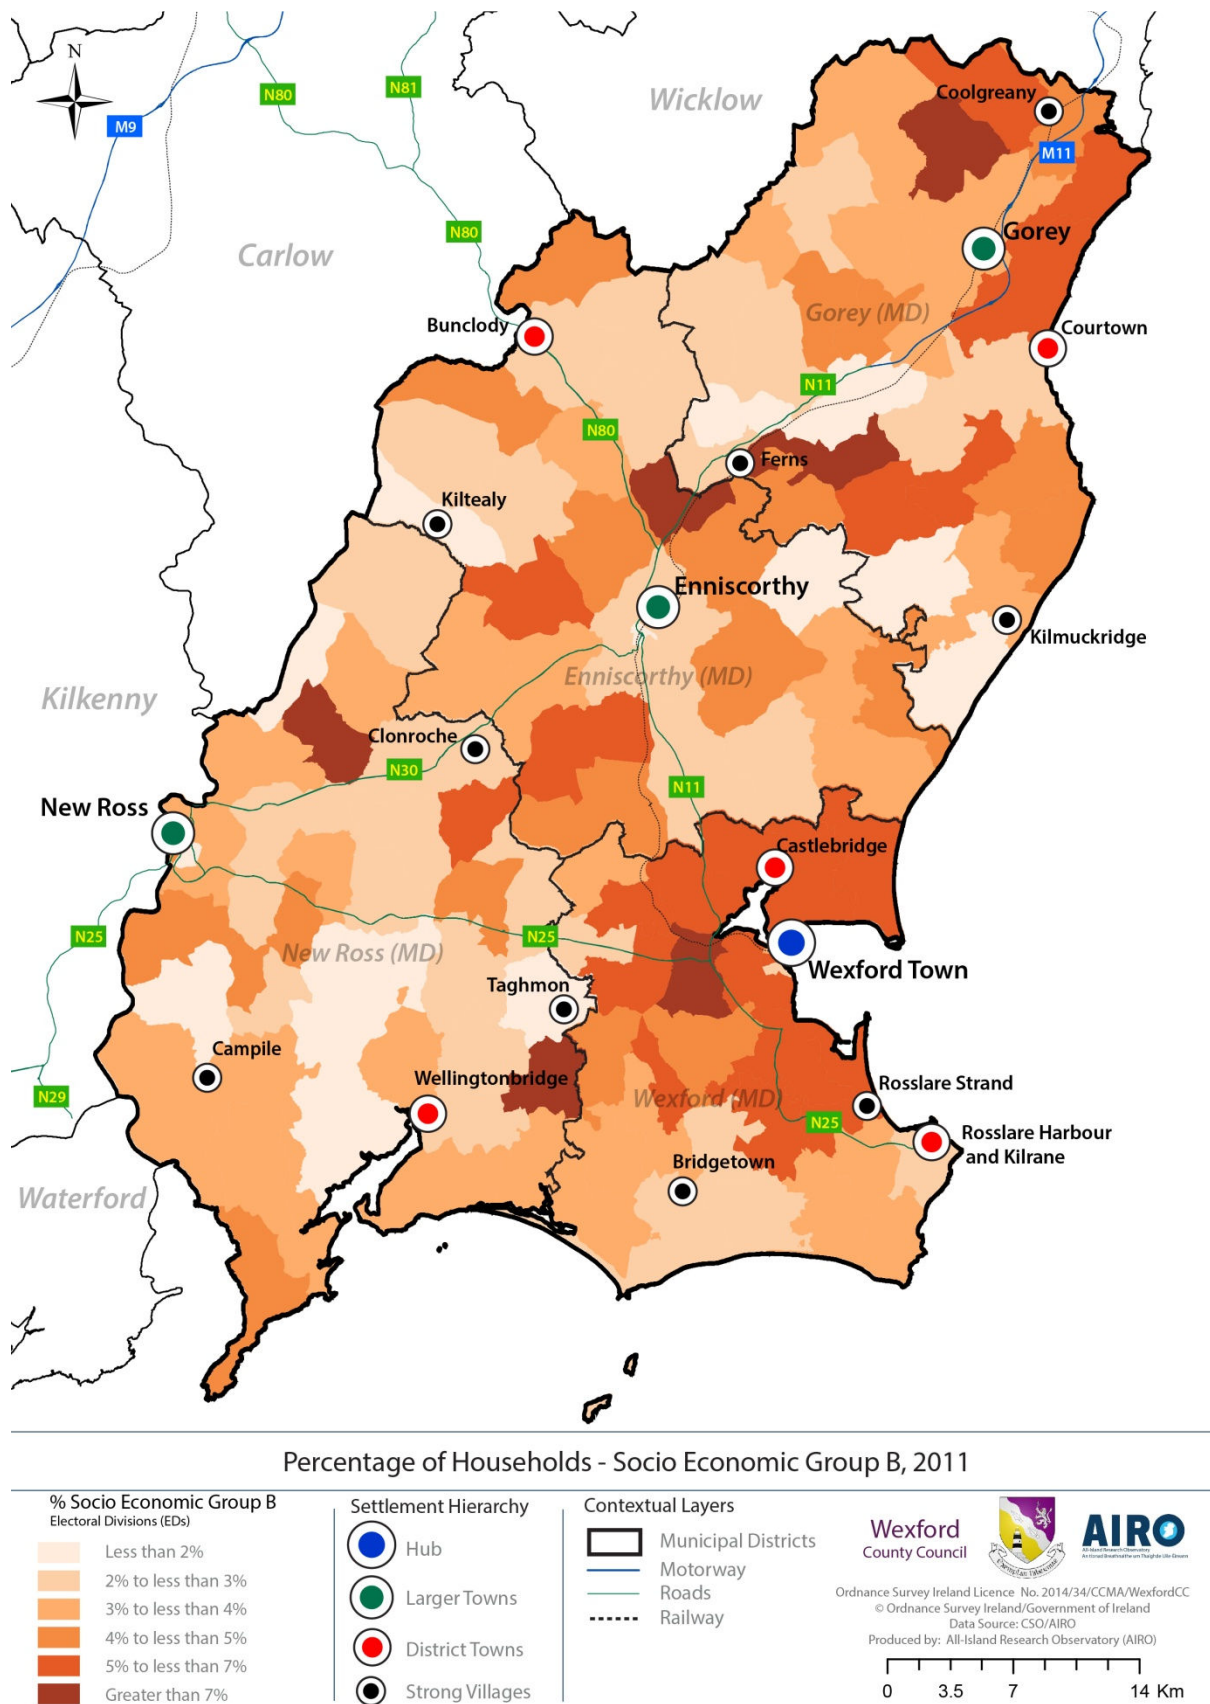 N
Wicklow
N80
N81
Coolgreany
M9
M11
N80
Carlow
Gorey
Gorey (MD)
Bunclody
Courtown
N11
N80
Ferns
Kiltealy
Enniscorthy
Kilmuckridge
Enniscorthy (MD)
Kilkenny
Clonroche
N30
N11
New Ross
Castlebridge
N25
N25
New Ross (MD)
Wexford Town
Taghmon
Campile
Wellingtonbridge
Rosslare Strand
N29
Wexford (MD)
N25
Rosslare Harbour
and Kilrane
Bridgetown
Waterford
Percentage of Households - Socio Economic Group B, 2011
% Socio Economic Group B
Electoral Divisions (EDs)
Less than 2%
2% to less than 3%
3% to less than 4%
4% to less than 5%
5% to less than 7%
Greater than 7%
Settlement Hierarchy
Hub
Larger Towns
District Towns
Strong Villages
Contextual Layers
Municipal Districts
Motorway
Roads
Railway
Wexford
County Council
AIRO
All-Island Research Observatory
Ordnance Survey Ireland Licence No. 2014/34/CCMA/WexfordCC
© Ordnance Survey Ireland/Government of Ireland
Data Source: CSO/AIRO
Produced by: All-Island Research Observatory (AIRO)
0 3.5 7 14 Km